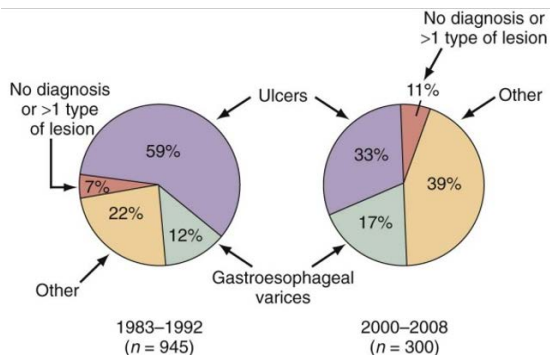 No diagnosis or
>1 type of lesion
11%
No diagnosis
or >1 type
of lesion
Ulcers
Other
59%
33%
7%
39%
22%
17%
12%
Other
Gastroesophageal
varices
1983–1992
(n = 945)
2000–2008
(n = 300)